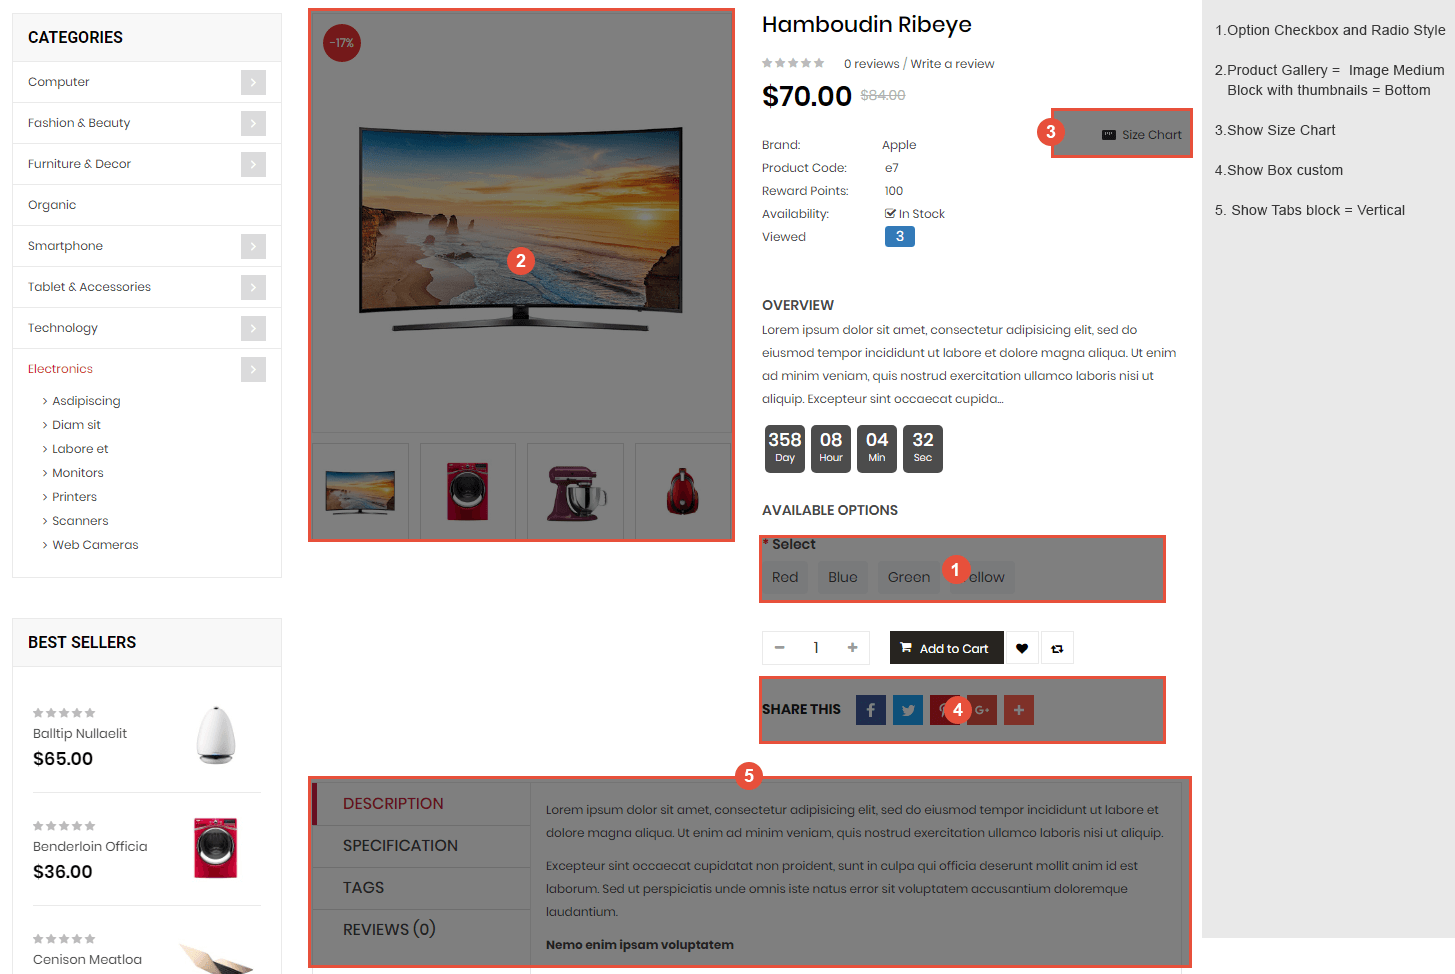 CATEGORIES
Computer
Fashion & Beauty
Furniture & Decor
Organic
Smartphone
Tablet & Accessories
Technology
Electronics
Asdipiscing
Diam sit
Labore et
Monitors
Printers
Scanners
Web Cameras
BEST SELLERS
Balltip Nullaelit
$65.00
Benderloin Officia
$36.00
Cenison Meatloa
-17%
2
Hamboudin Ribeye
0 reviews / Write a review
$70.00 $84.00
3 Size Chart
Brand: Apple
Product Code: e7
Reward Points: 100
Availability: In Stock
Viewed 3
OVERVIEW
Lorem ipsum dolor sit amet, consectetur adipisicing elit, sed do
eiusmod tempor incididunt ut labore et dolore magna aliqua. Ut enim
ad minim veniam, quis nostrud exercitation ullamco laboris nisi ut
aliquip. Excepteur sint occaecat cupida...
358 08 04 32
Day Hour Min Sec
AVAILABLE OPTIONS
* Select
Red Blue Green 1 ellow
− 1 + Add to Cart
SHARE THIS f 4 G+ +
5
DESCRIPTION
SPECIFICATION
TAGS
REVIEWS (0)
Lorem ipsum dolor sit amet, consectetur adipisicing elit, sed do eiusmod tempor incididunt ut labore et
dolore magna aliqua. Ut enim ad minim veniam, quis nostrud exercitation ullamco laboris nisi ut aliquip.
Excepteur sint occaecat cupidatat non proident, sunt in culpa qui officia deserunt mollit anim id est
laborum. Sed ut perspiciatis unde omnis iste natus error sit voluptatem accusantium doloremque
laudantium.
Nemo enim ipsam voluptatem
1.Option Checkbox and Radio Style
2.Product Gallery = Image Medium
Block with thumbnails = Bottom
3.Show Size Chart
4.Show Box custom
5. Show Tabs block = Vertical